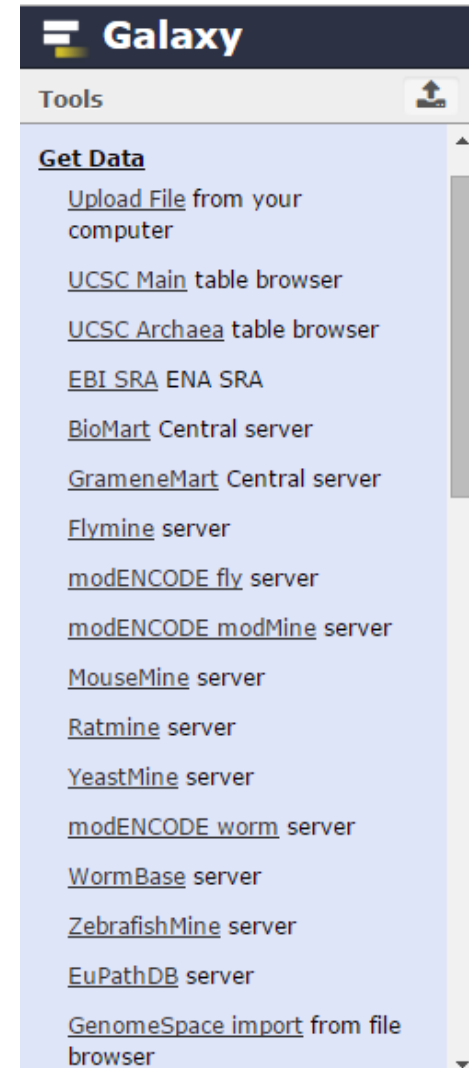 Galaxy
Tools
Get Data
Upload File from your
computer
UCSC Main table browser
UCSC Archaea table browser
EBI SRA ENA SRA
BioMart Central server
GrameneMart Central server
Flymine server
modENCODE fly server
modENCODE modMine server
MouseMine server
Ratmine server
YeastMine server
modENCODE worm server
WormBase server
ZebrafishMine server
EuPathDB server
GenomeSpace import from file
browser